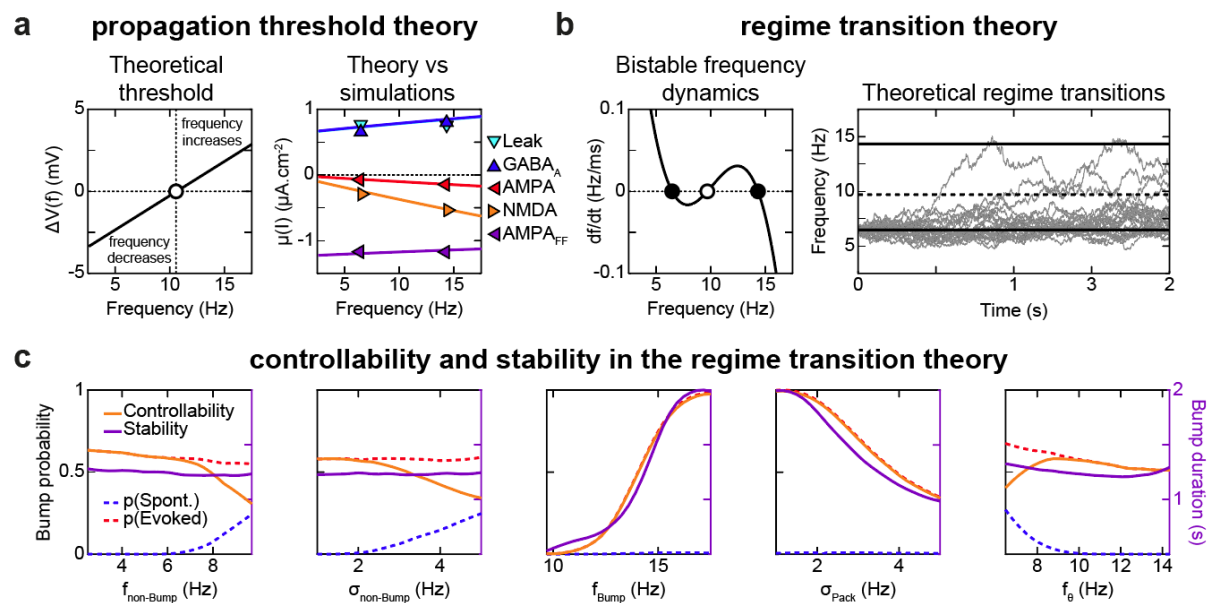 a propagation threshold theory
Theoretical
threshold
ΔV(f) (mV)
5
0
-5
frequency
increases
frequency
decreases
5 10 15
Frequency (Hz)
Theory vs
simulations
μ(I) (μA.cm⁻²)
1
0
-1
5 10 15
Frequency (Hz)
Leak
GABA_A
AMPA
NMDA
AMPA_FF
b regime transition theory
Bistable frequency
dynamics
df/dt (Hz/ms)
0.1
0
-0.1
5 10 15
Frequency (Hz)
Theoretical regime transitions
Frequency (Hz)
15
10
5
0 1 3 2
Time (s)
c controllability and stability in the regime transition theory
Bump probability
1
0.5
0
Controllability
Stability
p(Spont.)
p(Evoked)
4 6 8
f_non-Bump (Hz)
2 4
σ_non-Bump (Hz)
10 15
f_Bump (Hz)
2 4
σ_Pack (Hz)
8 10 12 14
f_θ (Hz)
2
1
Bump duration (s)